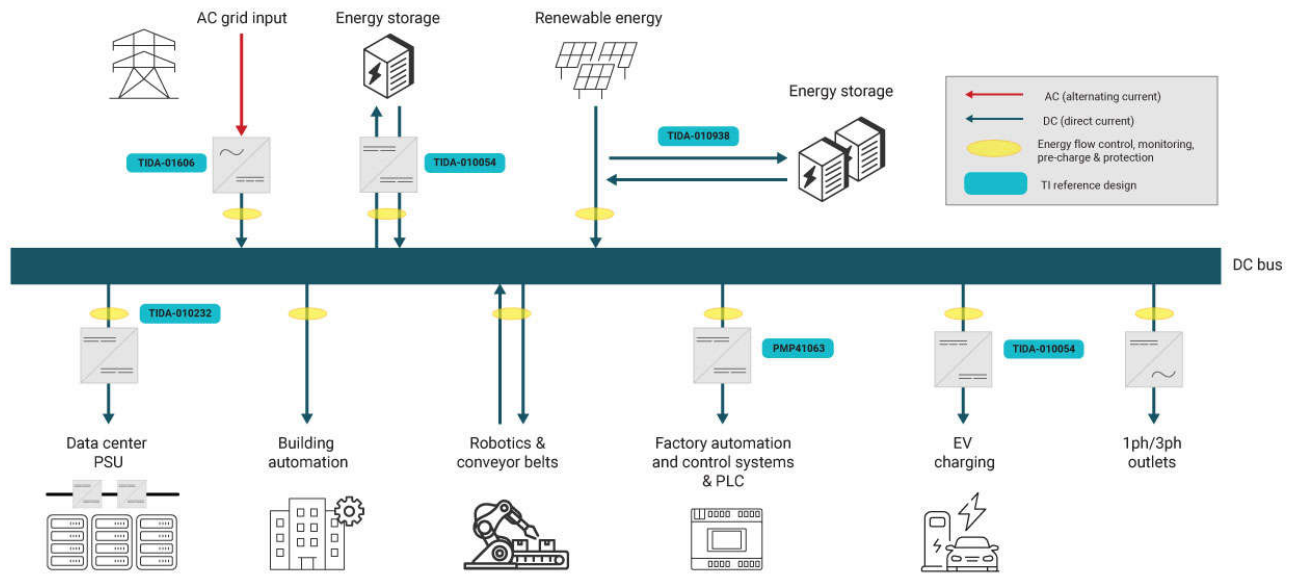 AC grid input
Energy storage
Renewable energy
Energy storage
AC (alternating current)
DC (direct current)
Energy flow control, monitoring,
pre-charge & protection
TI reference design
TIDA-01606
TIDA-010054
TIDA-010938
DC bus
TIDA-010232
PMP41063
TIDA-010054
Data center
PSU
Building
automation
Robotics &
conveyor belts
Factory automation
and control systems
& PLC
EV
charging
1ph/3ph
outlets